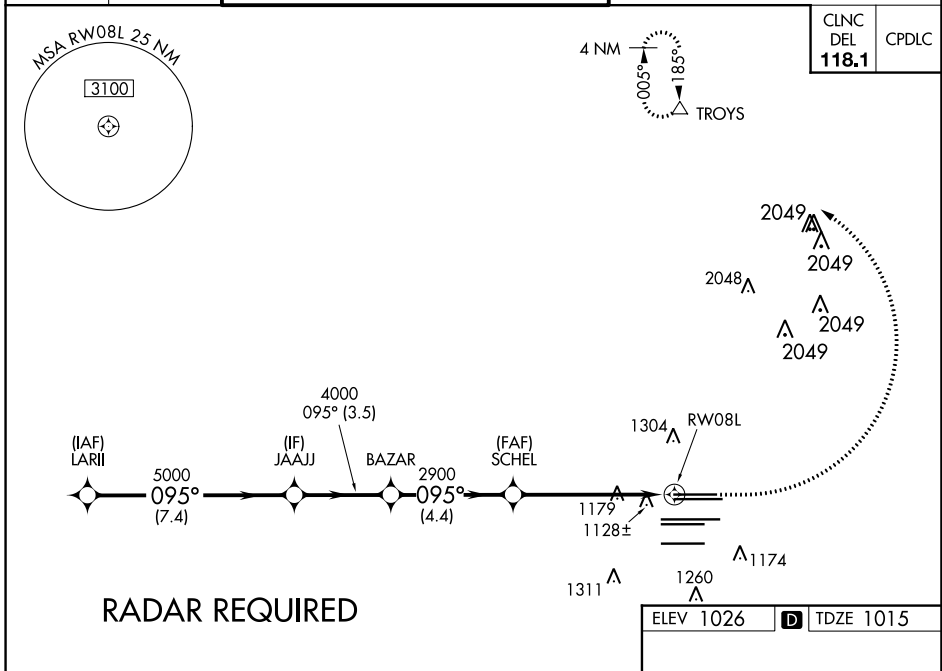 MSA RW08L 25 NM
3100
4 NM
005°
185°
TROYS
CLNC
DEL
118.1
CPDLC
2049
2049
2048
2049
2049
4000
095° (3.5)
1304
RW08L
(IAF)
LARII
(IF)
JAAJJ
BAZAR
(FAF)
SCHEL
5000
095°
(7.4)
2900
095°
(4.4)
1179
1128±
1174
1311
1260
RADAR REQUIRED
ELEV 1026
D
TDZE 1015